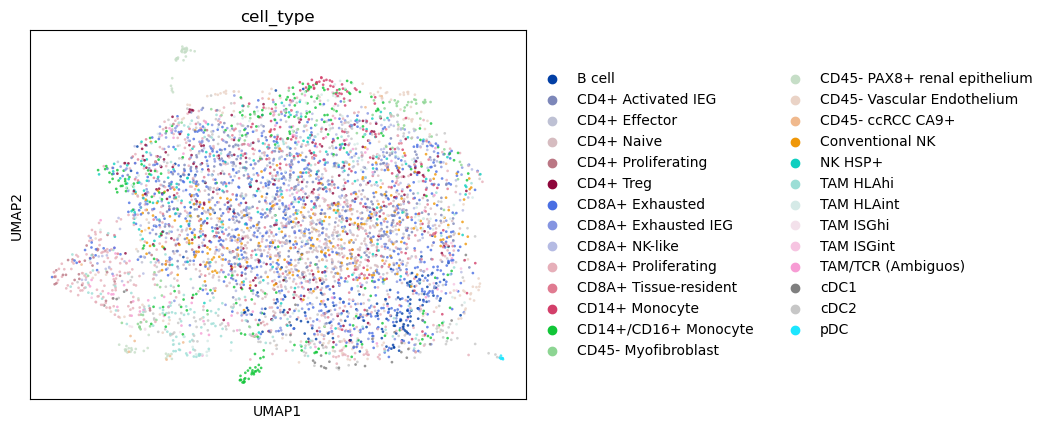 cell_type
UMAP2
UMAP1
B cell
CD4+ Activated IEG
CD4+ Effector
CD4+ Naive
CD4+ Proliferating
CD4+ Treg
CD8A+ Exhausted
CD8A+ Exhausted IEG
CD8A+ NK-like
CD8A+ Proliferating
CD8A+ Tissue-resident
CD14+ Monocyte
CD14+/CD16+ Monocyte
CD45- Myofibroblast
CD45- PAX8+ renal epithelium
CD45- Vascular Endothelium
CD45- ccRCC CA9+
Conventional NK
NK HSP+
TAM HLAhi
TAM HLAint
TAM ISGhi
TAM ISGint
TAM/TCR (Ambiguos)
cDC1
cDC2
pDC